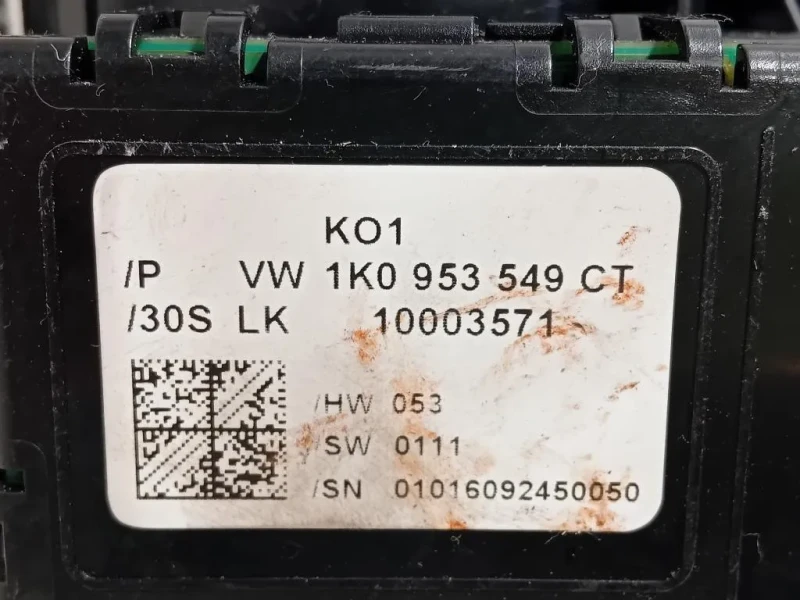 KO1
/P VW 1K0 953 549 CT
/30S LK 10003571
/HW 053
/SW 0111
/SN 01016092450050